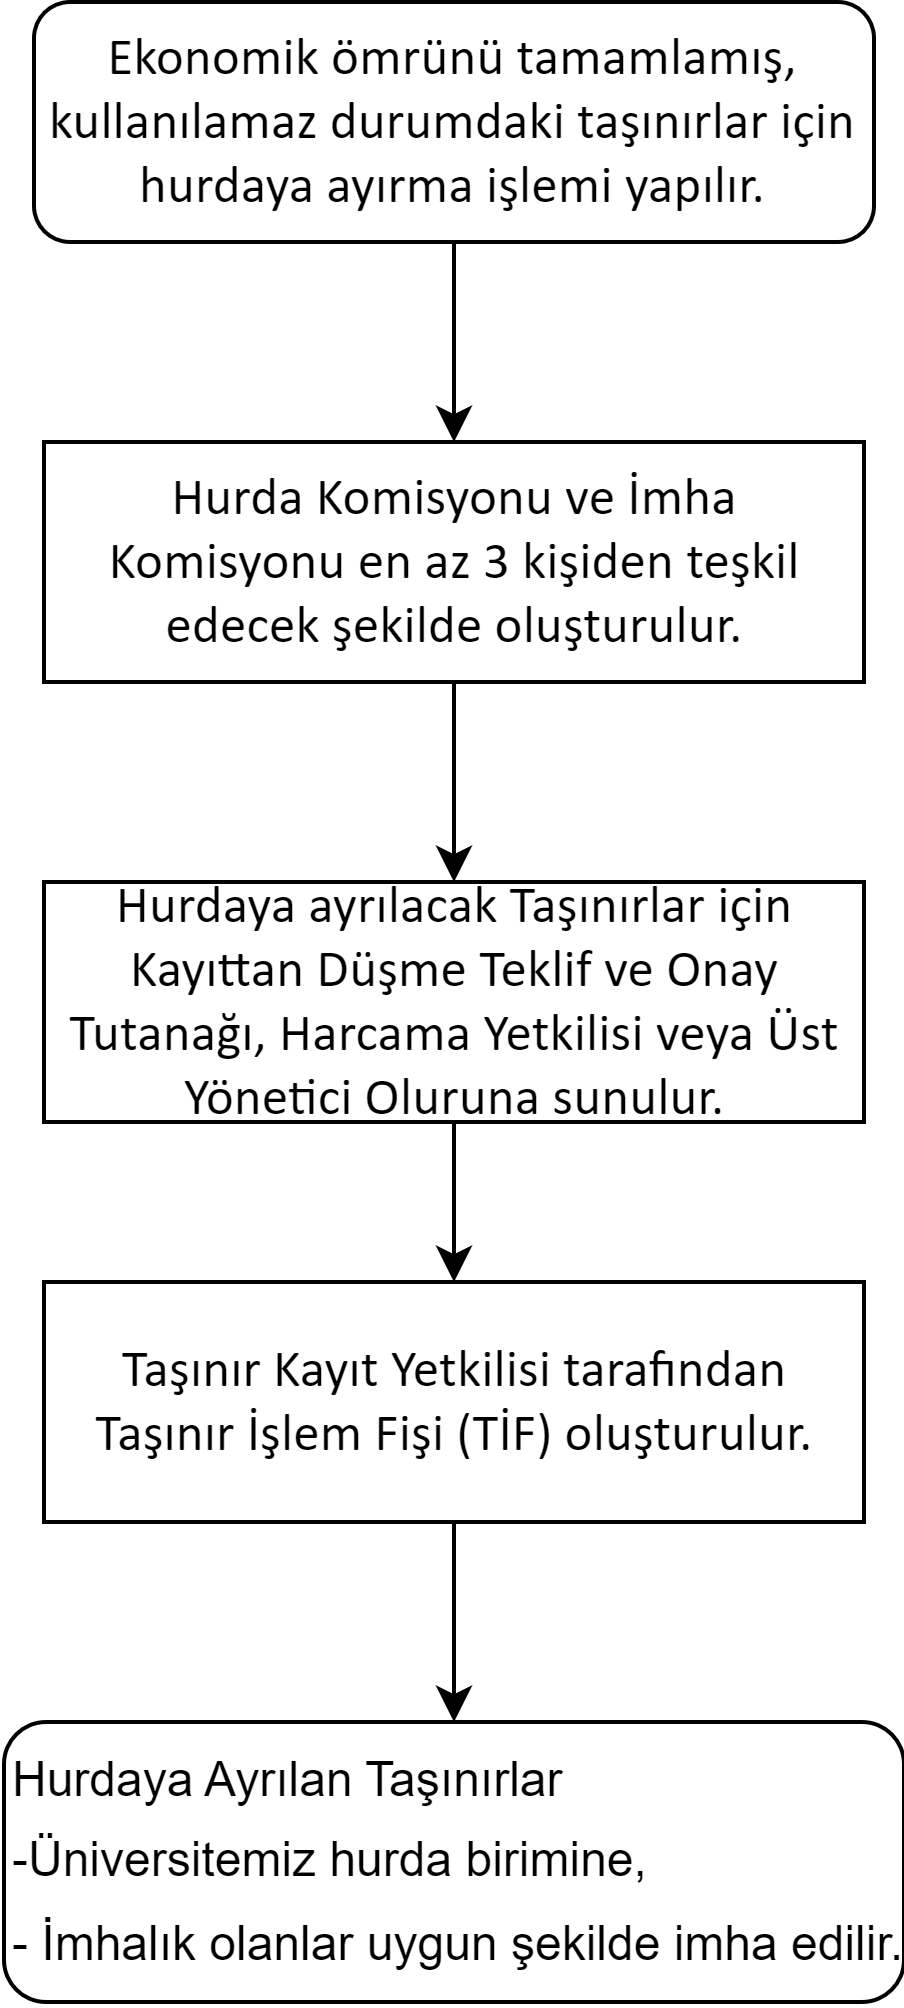 Ekonomik ömrünü tamamlamış,
kullanılamaz durumdaki taşınırlar için
hurdaya ayırma işlemi yapılır.
Hurda Komisyonu ve İmha
Komisyonu en az 3 kişiden teşkil
edecek şekilde oluşturulur.
Hurdaya ayrılacak Taşınırlar için
Kayıttan Düşme Teklif ve Onay
Tutanağı, Harcama Yetkilisi veya Üst
Yönetici Oluruna sunulur.
Taşınır Kayıt Yetkilisi tarafından
Taşınır İşlem Fişi (TİF) oluşturulur.
Hurdaya Ayrılan Taşınırlar
-Üniversitemiz hurda birimine,
- İmhalık olanlar uygun şekilde imha edilir.